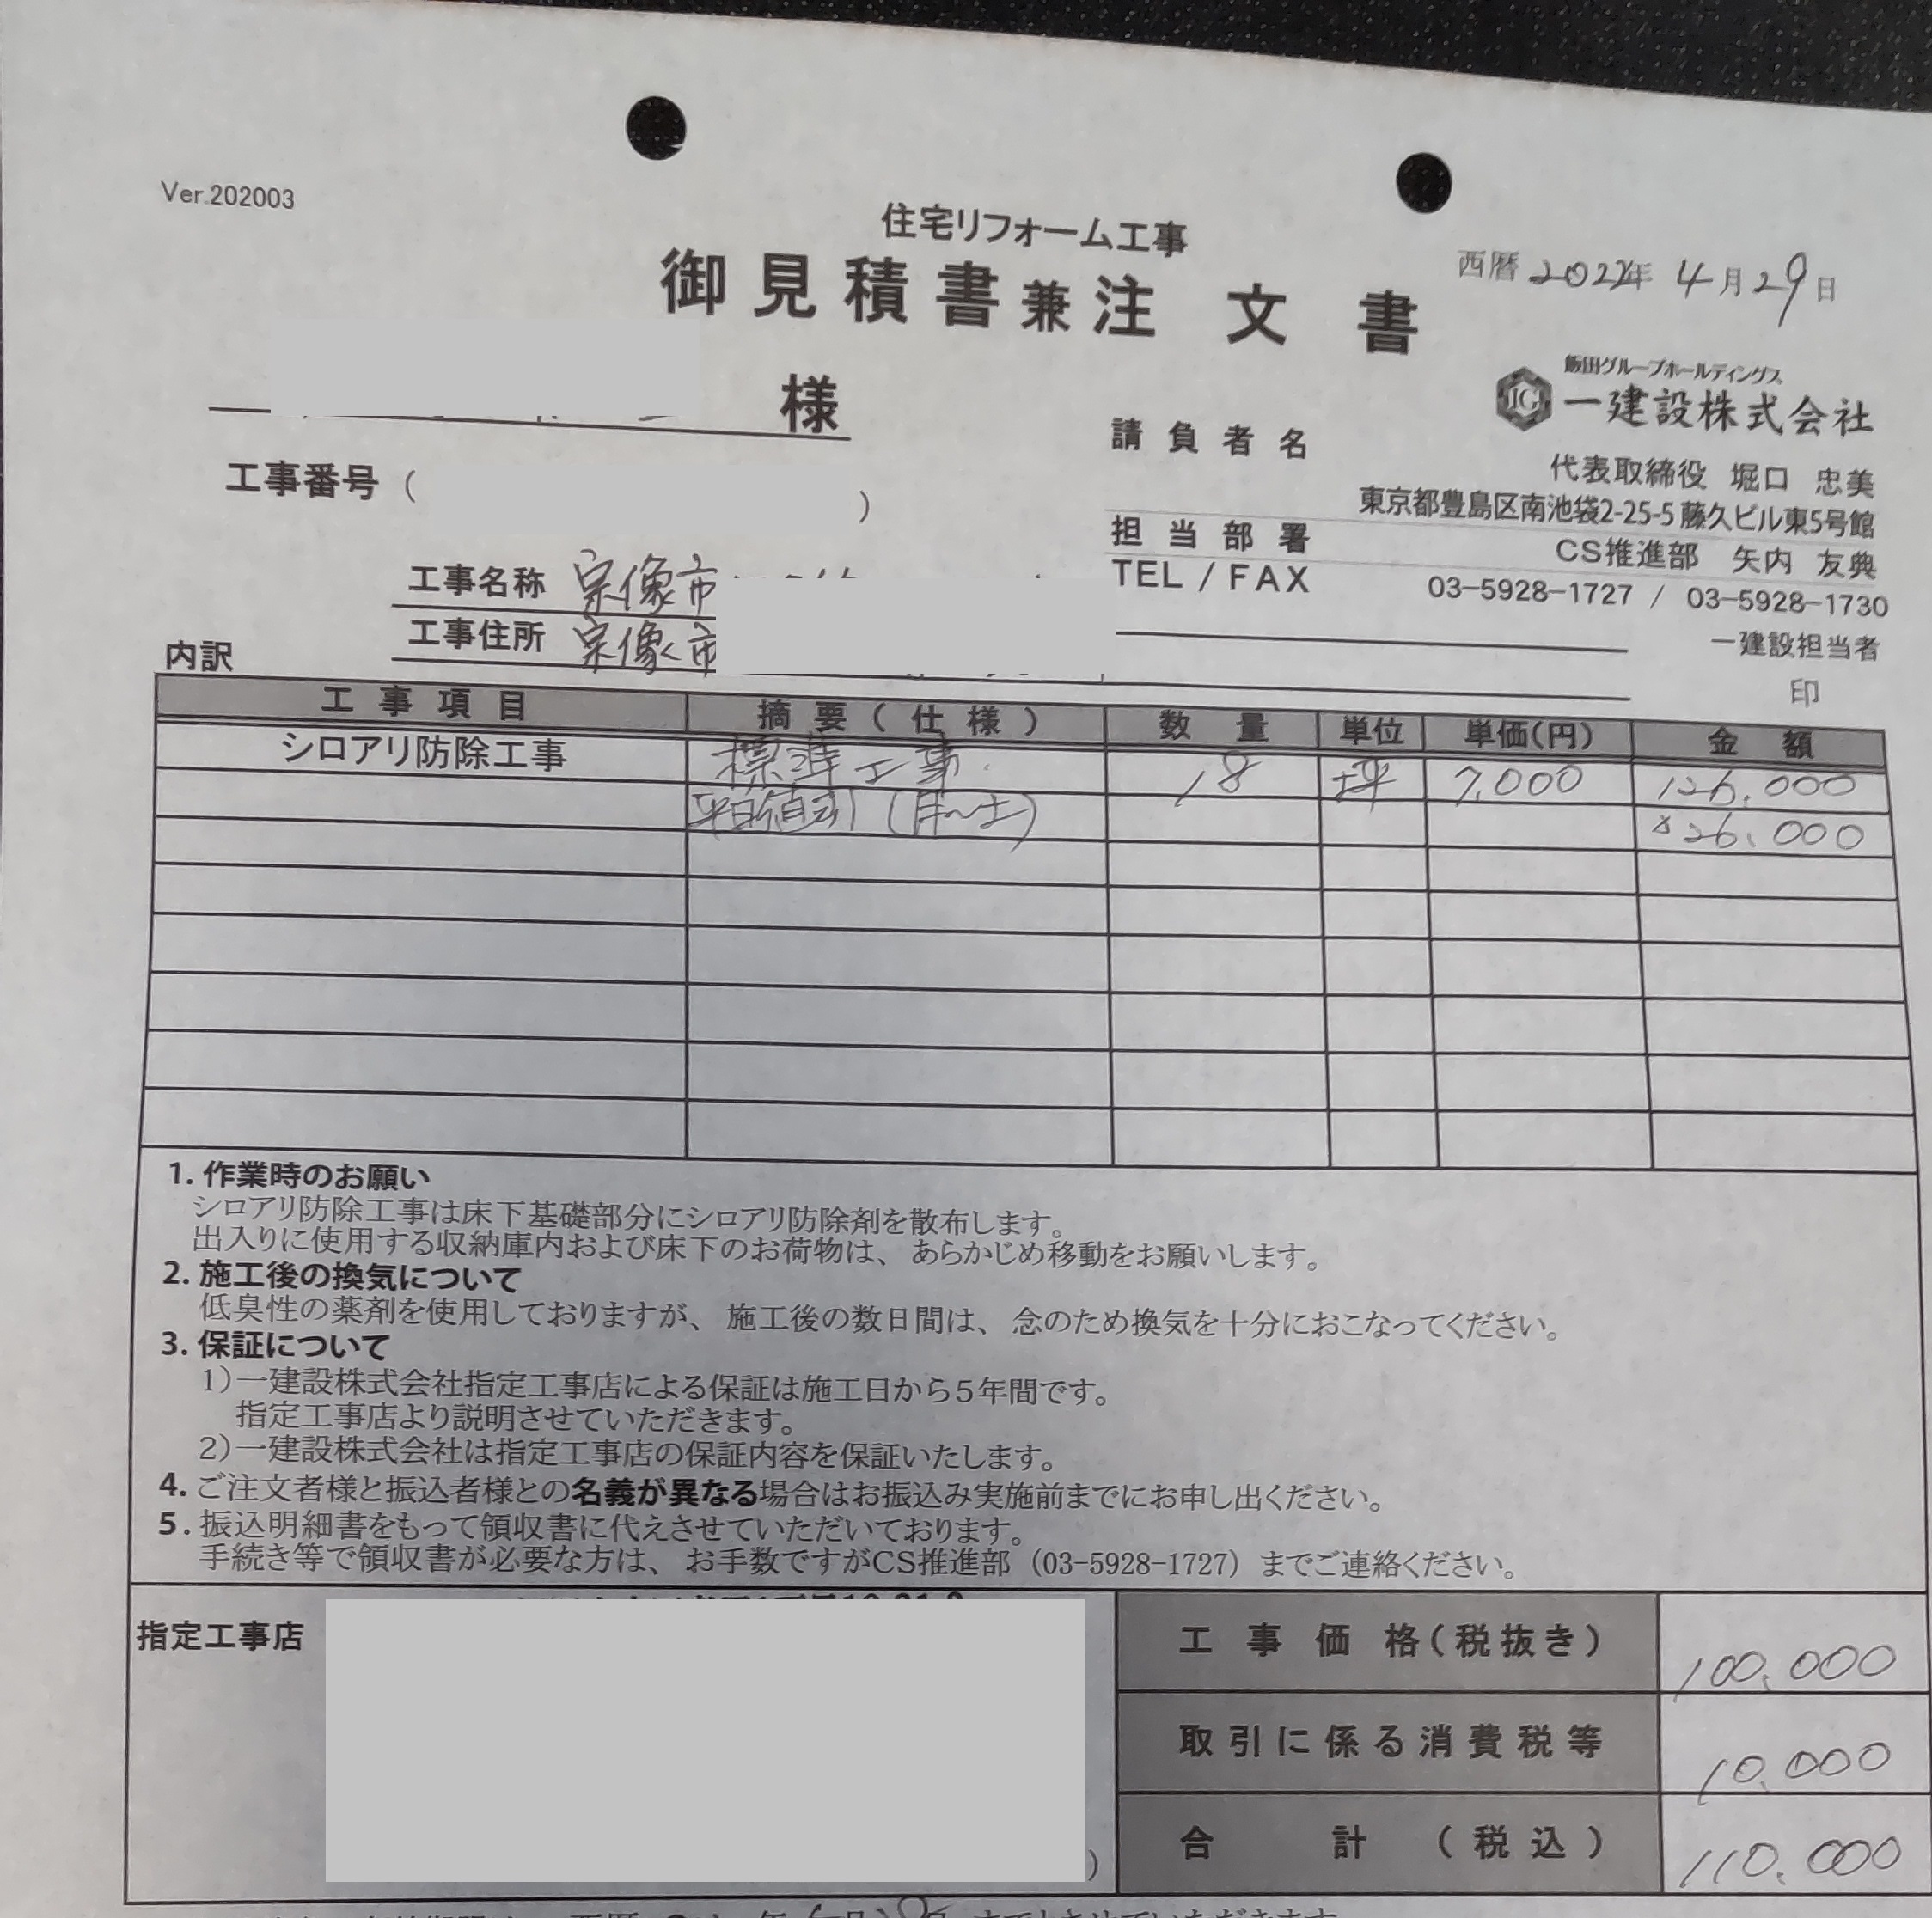 Ver.202003
住宅リフォーム工事
御見積書兼注文書
西暦 2022年 4月29日
様
飯田グループホールディングス
IG 一建設株式会社
請負者名
代表取締役 堀口 忠美
工事番号 ( )
東京都豊島区南池袋2-25-5 藤久ビル東5号館
担当部署 CS推進部 矢内 友典
TEL / FAX 03-5928-1727 / 03-5928-1730
工事名称 宗像市
工事住所 宗像市
一建設担当者
印
内訳
工事項目 摘要(仕様) 数量 単位 単価(円) 金額
シロアリ防除工事 標準工事 18 坪 7,000 126,000
平日値引(月～土) 26,000
1. 作業時のお願い
シロアリ防除工事は床下基礎部分にシロアリ防除剤を散布します。
出入りに使用する収納庫内および床下のお荷物は、あらかじめ移動をお願いします。
2. 施工後の換気について
低臭性の薬剤を使用しておりますが、施工後の数日間は、念のため換気を十分におこなってください。
3. 保証について
1)一建設株式会社指定工事店による保証は施工日から5年間です。
指定工事店より説明させていただきます。
2)一建設株式会社は指定工事店の保証内容を保証いたします。
4. ご注文者様と振込者様との名義が異なる場合はお振込み実施前までにお申し出ください。
5. 振込明細書をもって領収書に代えさせていただいております。
手続き等で領収書が必要な方は、お手数ですがCS推進部(03-5928-1727)までご連絡ください。
指定工事店
)
工事価格(税抜き) 100,000
取引に係る消費税等 10,000
合計(税込) 110,000